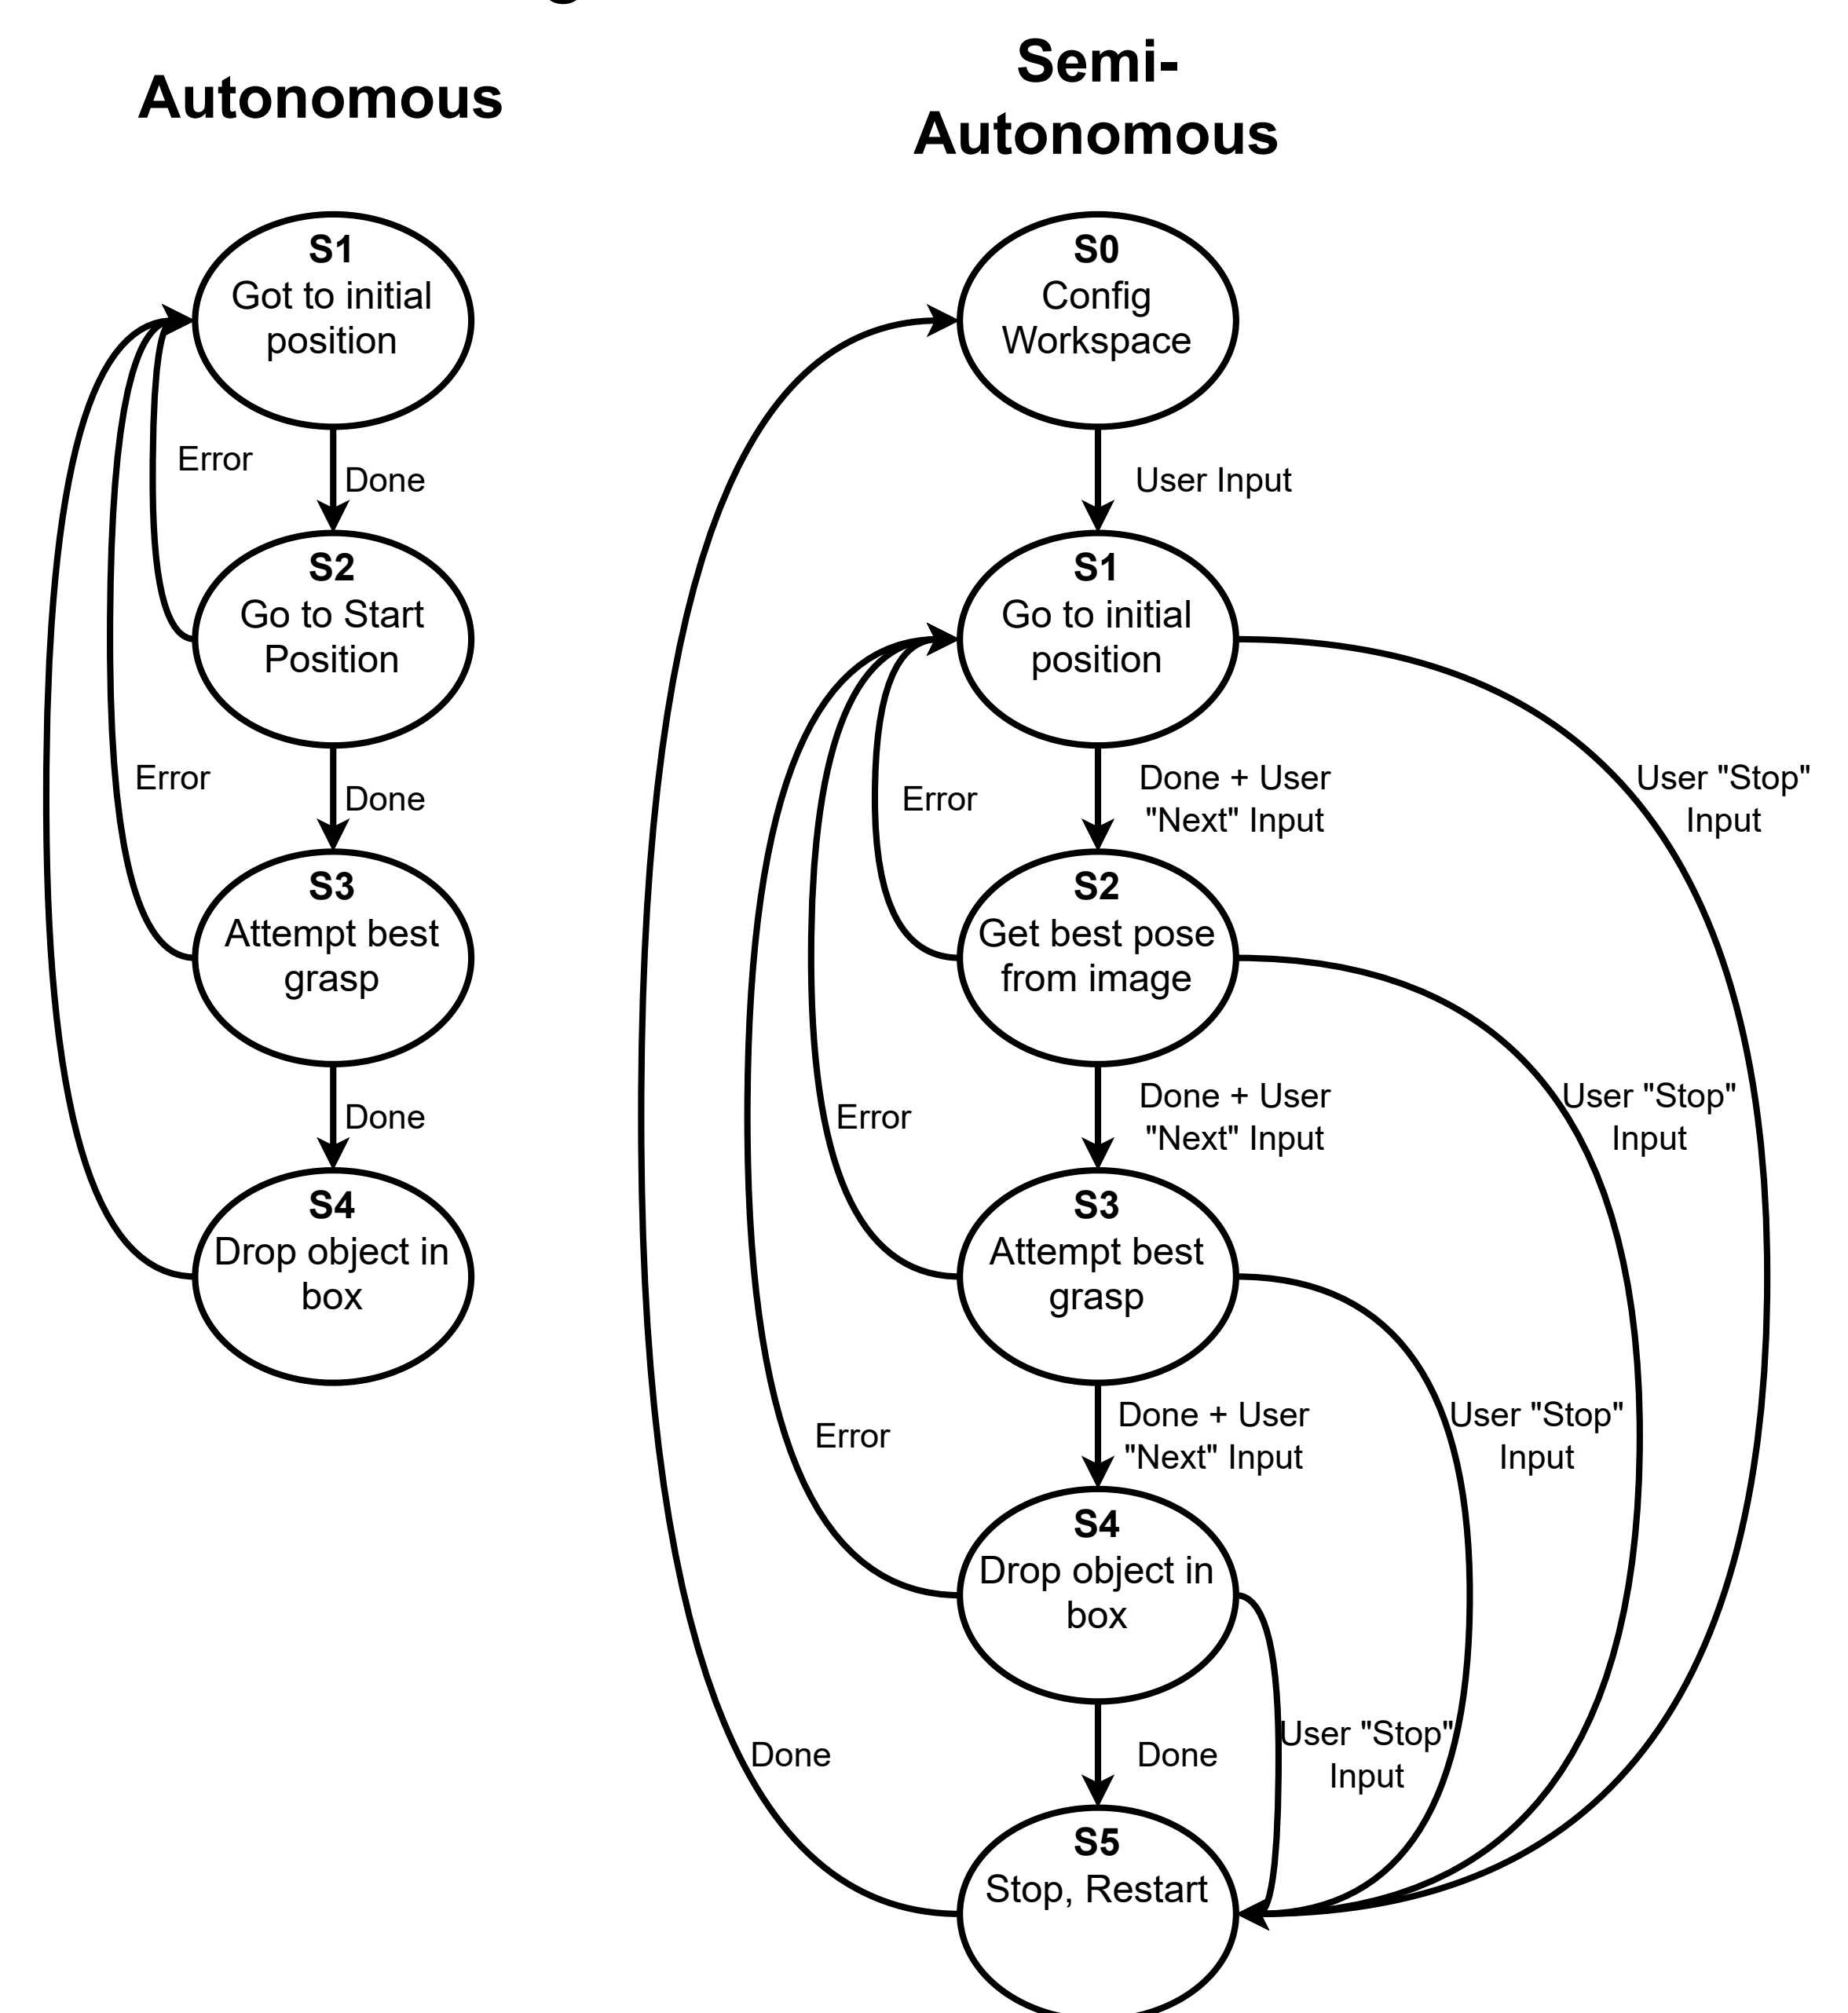 Autonomous
S1
Got to initial
position
Error
Done
S2
Go to Start
Position
Error
Done
S3
Attempt best
grasp
Done
S4
Drop object in
box
Semi-
Autonomous
S0
Config
Workspace
User Input
S1
Go to initial
position
Error
Done + User
"Next" Input
User "Stop"
Input
S2
Get best pose
from image
Error
Done + User
"Next" Input
User "Stop"
Input
S3
Attempt best
grasp
Error
Done + User
"Next" Input
User "Stop"
Input
S4
Drop object in
box
Done
Done
User "Stop"
Input
S5
Stop, Restart